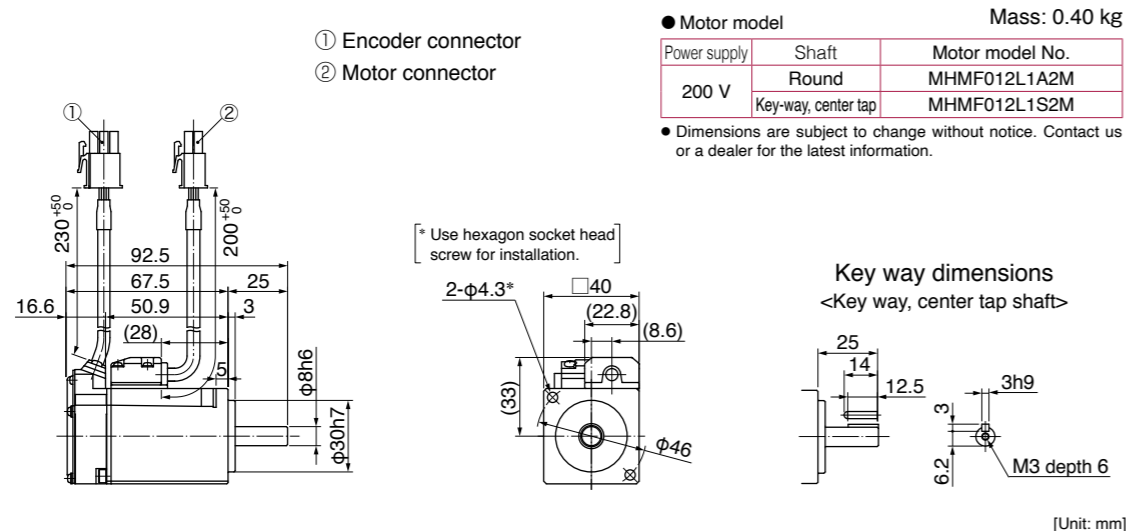 ① Encoder connector
② Motor connector
● Motor model
Mass: 0.40 kg
Power supply Shaft Motor model No.
200 V Round MHMF012L1A2M
Key-way, center tap MHMF012L1S2M
● Dimensions are subject to change without notice. Contact us
or a dealer for the latest information.
①
②
230 +50 0
200 +50 0
92.5
67.5 25
16.6 50.9 3
(28)
5
φ8h6
φ30h7
* Use hexagon socket head
screw for installation.
2-φ4.3*
□40
(22.8)
(8.6)
(33)
φ46
Key way dimensions
<Key way, center tap shaft>
25
14
12.5
3h9
3
6.2
M3 depth 6
[Unit: mm]